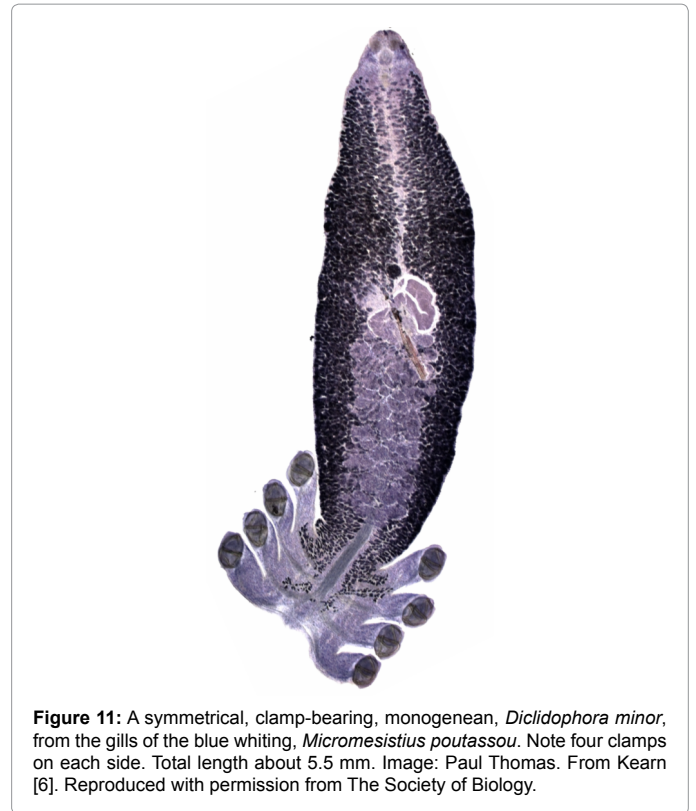 Figure 11: A symmetrical, clamp-bearing, monogenean, Diclidophora minor,
from the gills of the blue whiting, Micromesistius poutassou. Note four clamps
on each side. Total length about 5.5 mm. Image: Paul Thomas. From Kearn
[6]. Reproduced with permission from The Society of Biology.